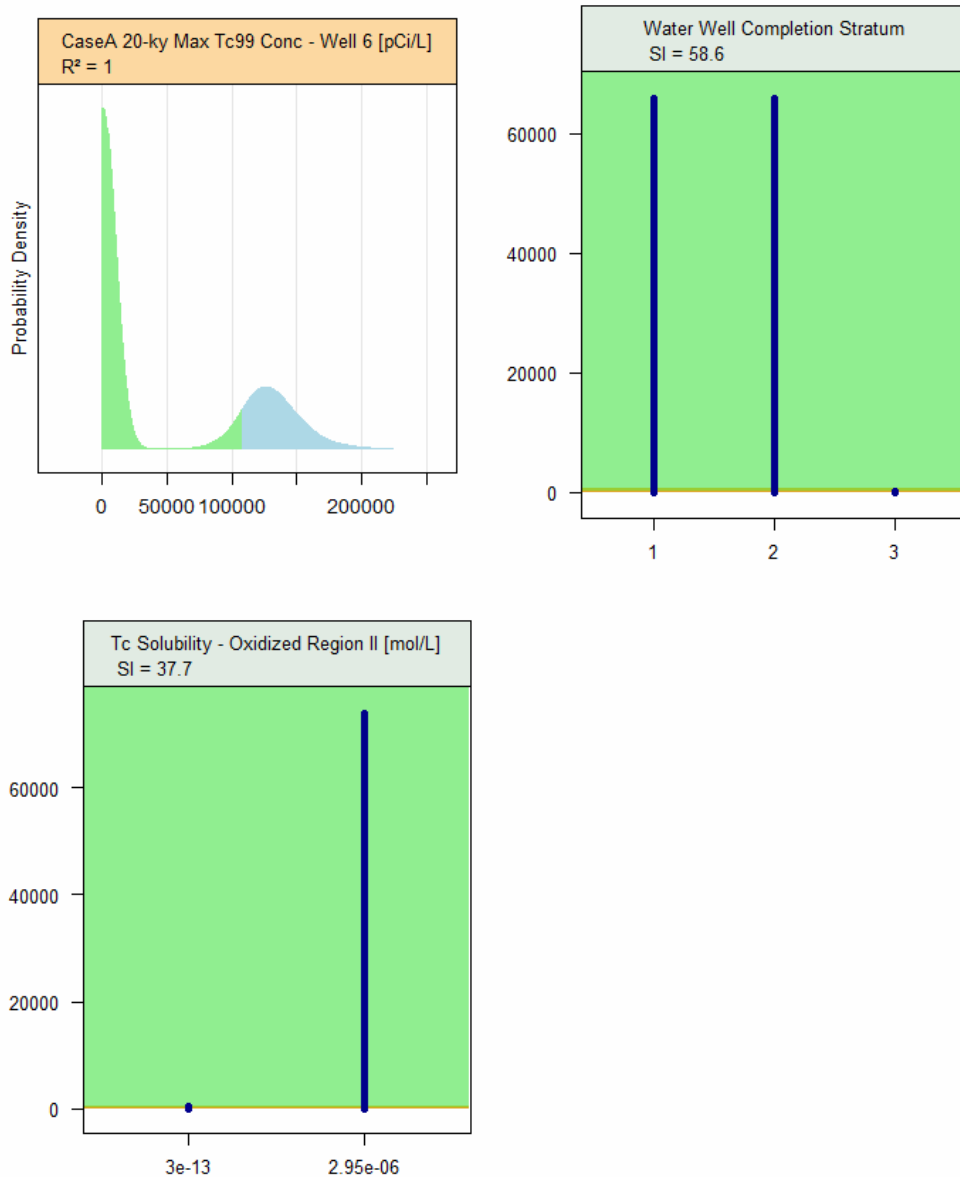 CaseA 20-ky Max Tc99 Conc - Well 6 [pCi/L]
R² = 1
Probability Density
0 50000 100000 200000
Water Well Completion Stratum
SI = 58.6
60000
40000
20000
0
1 2 3
Tc Solubility - Oxidized Region II [mol/L]
SI = 37.7
60000
40000
20000
0
3e-13 2.95e-06